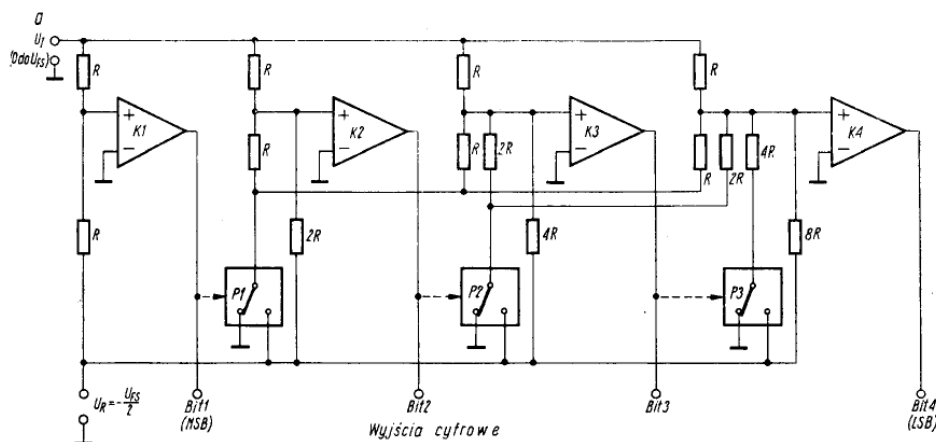 a
U_I
(0 do U_FS)
R
R
R
R
K1
K2
K3
K4
R
R
2R
R
2R
4R
R
2R
4R
8R
P1
P2
P3
U_R = -U_FS/2
Bit1
(MSB)
Bit2
Bit3
Bit4
(LSB)
Wyjścia cyfrowe